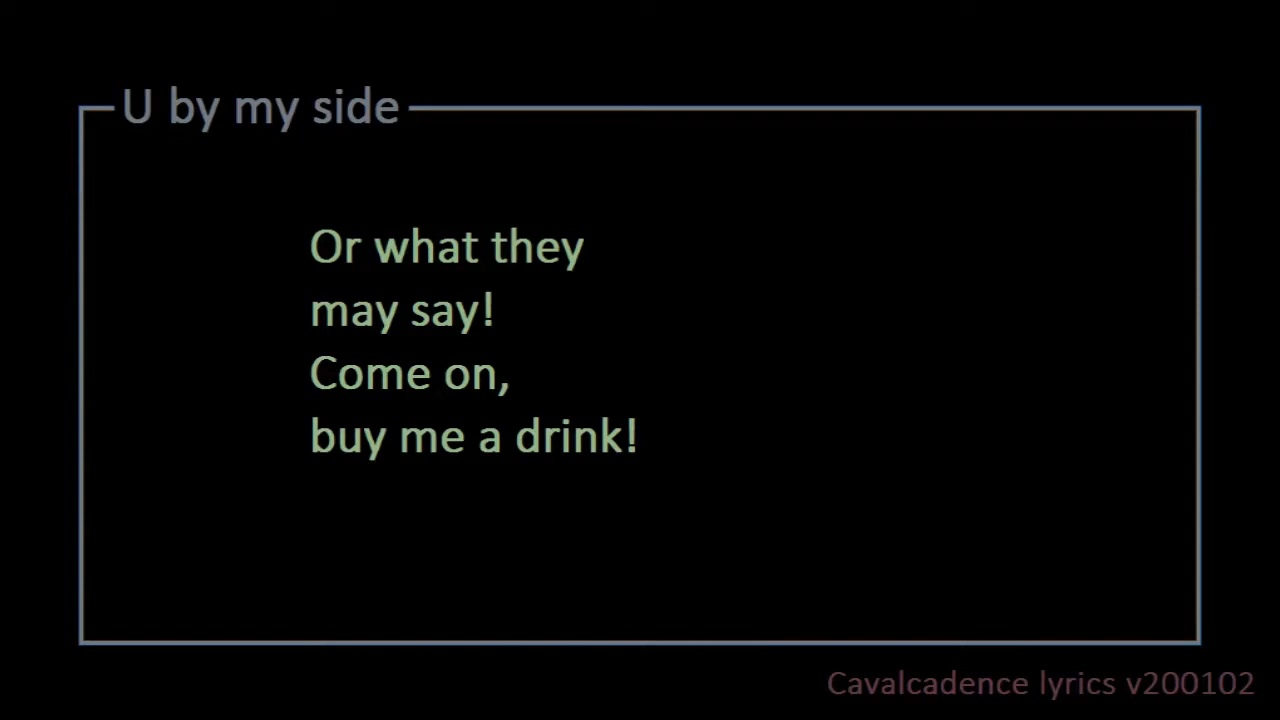 U by my side
Or what they
may say!
Come on,
buy me a drink!
Cavalcadence lyrics v200102